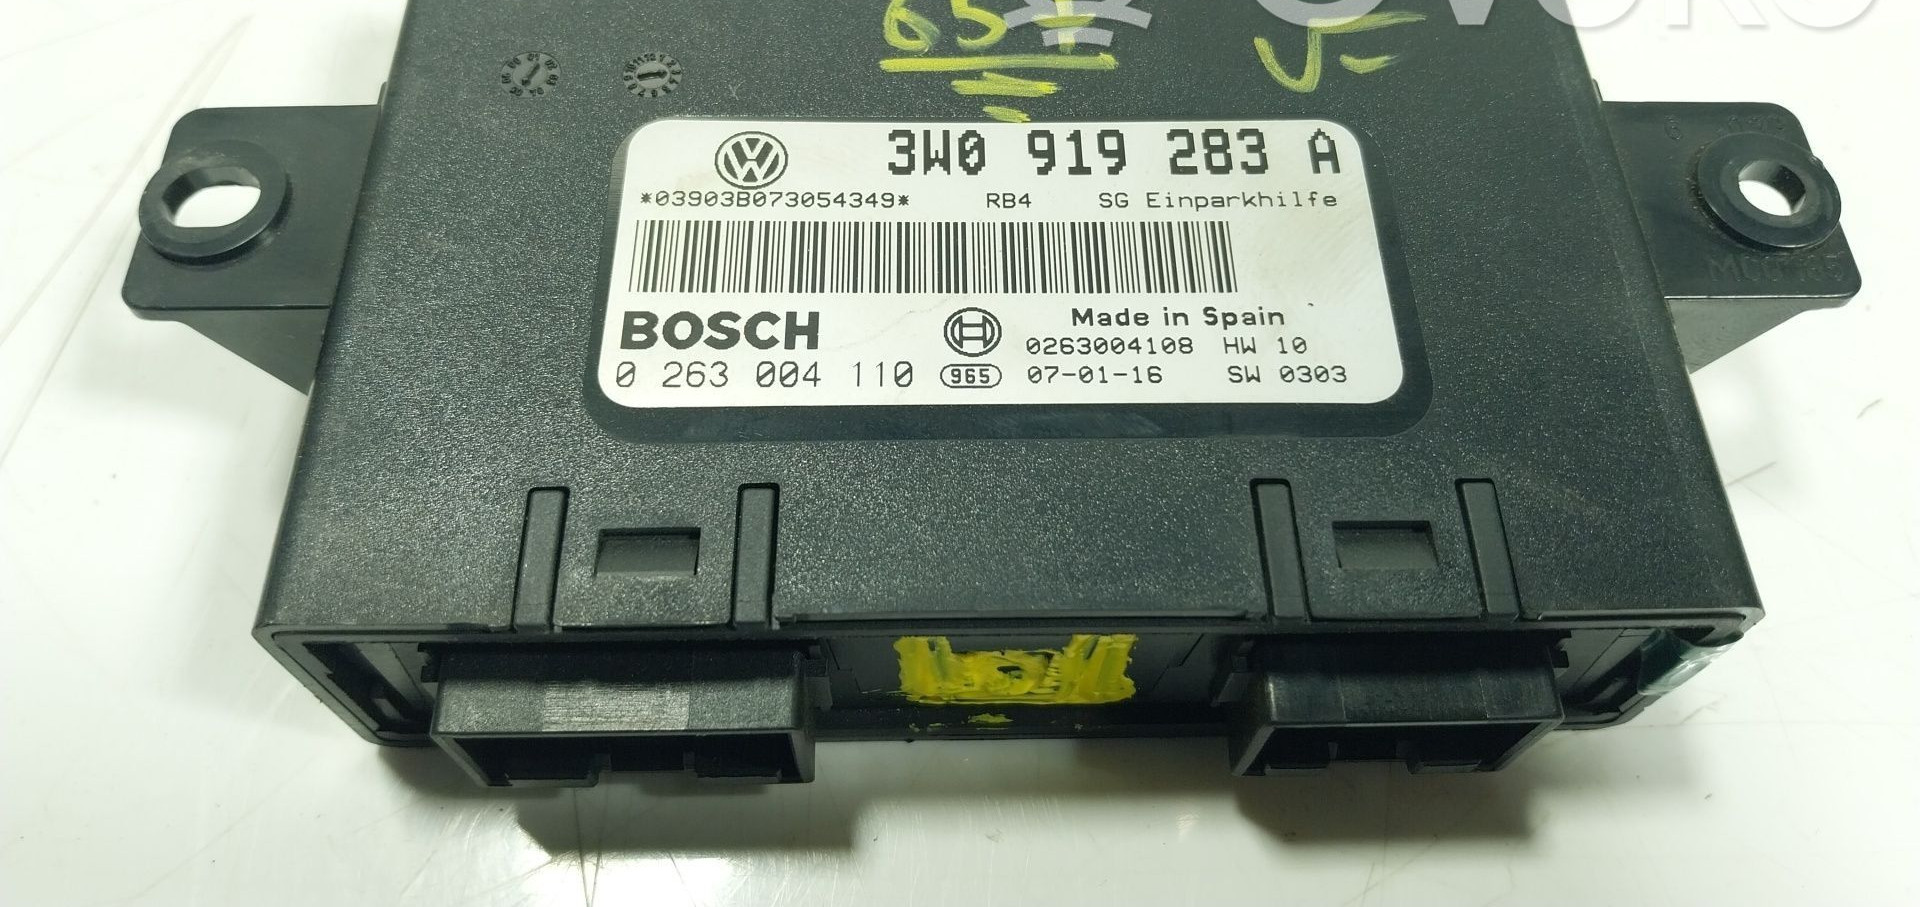 651
3W0 919 283 A
*03903B073054349* RB4 SG Einparkhilfe
BOSCH
Made in Spain
0263004108 HW 10
0 263 004 110 965 07-01-16 SW 0303